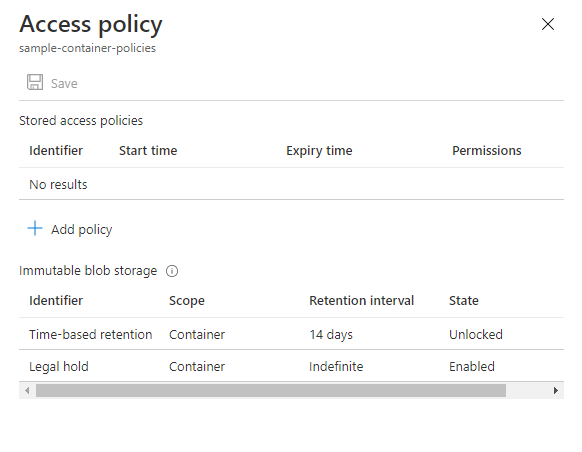 Access policy
sample-container-policies
Save
Stored access policies
Identifier Start time Expiry time Permissions
No results
Add policy
Immutable blob storage
Identifier Scope Retention interval State
Time-based retention Container 14 days Unlocked
Legal hold Container Indefinite Enabled